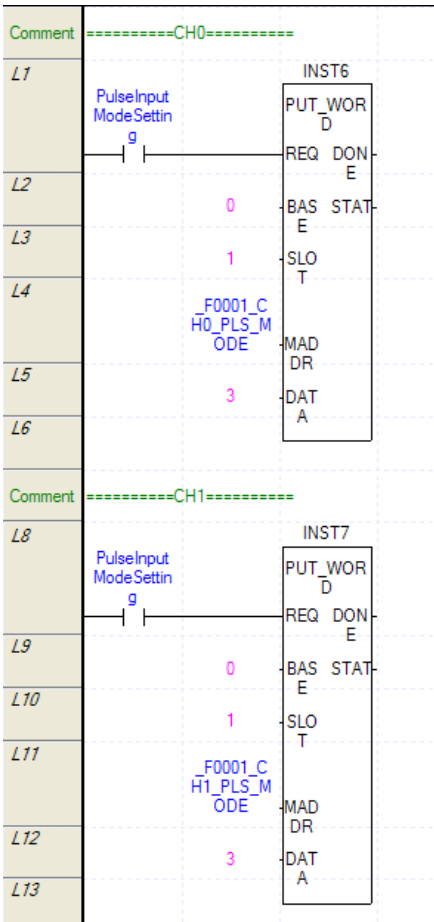 Comment ==========CH0==========
L1
INST6
PulseInput
ModeSettin
g
PUT_WOR
D
REQ DON
E
L2
0
BAS STAT
E
L3
1
SLO
T
L4
_F0001_C
H0_PLS_M
ODE
MAD
DR
L5
3
DAT
A
L6
Comment ==========CH1==========
L8
INST7
PulseInput
ModeSettin
g
PUT_WOR
D
REQ DON
E
L9
0
BAS STAT
E
L10
1
SLO
T
L11
_F0001_C
H1_PLS_M
ODE
MAD
DR
L12
3
DAT
A
L13